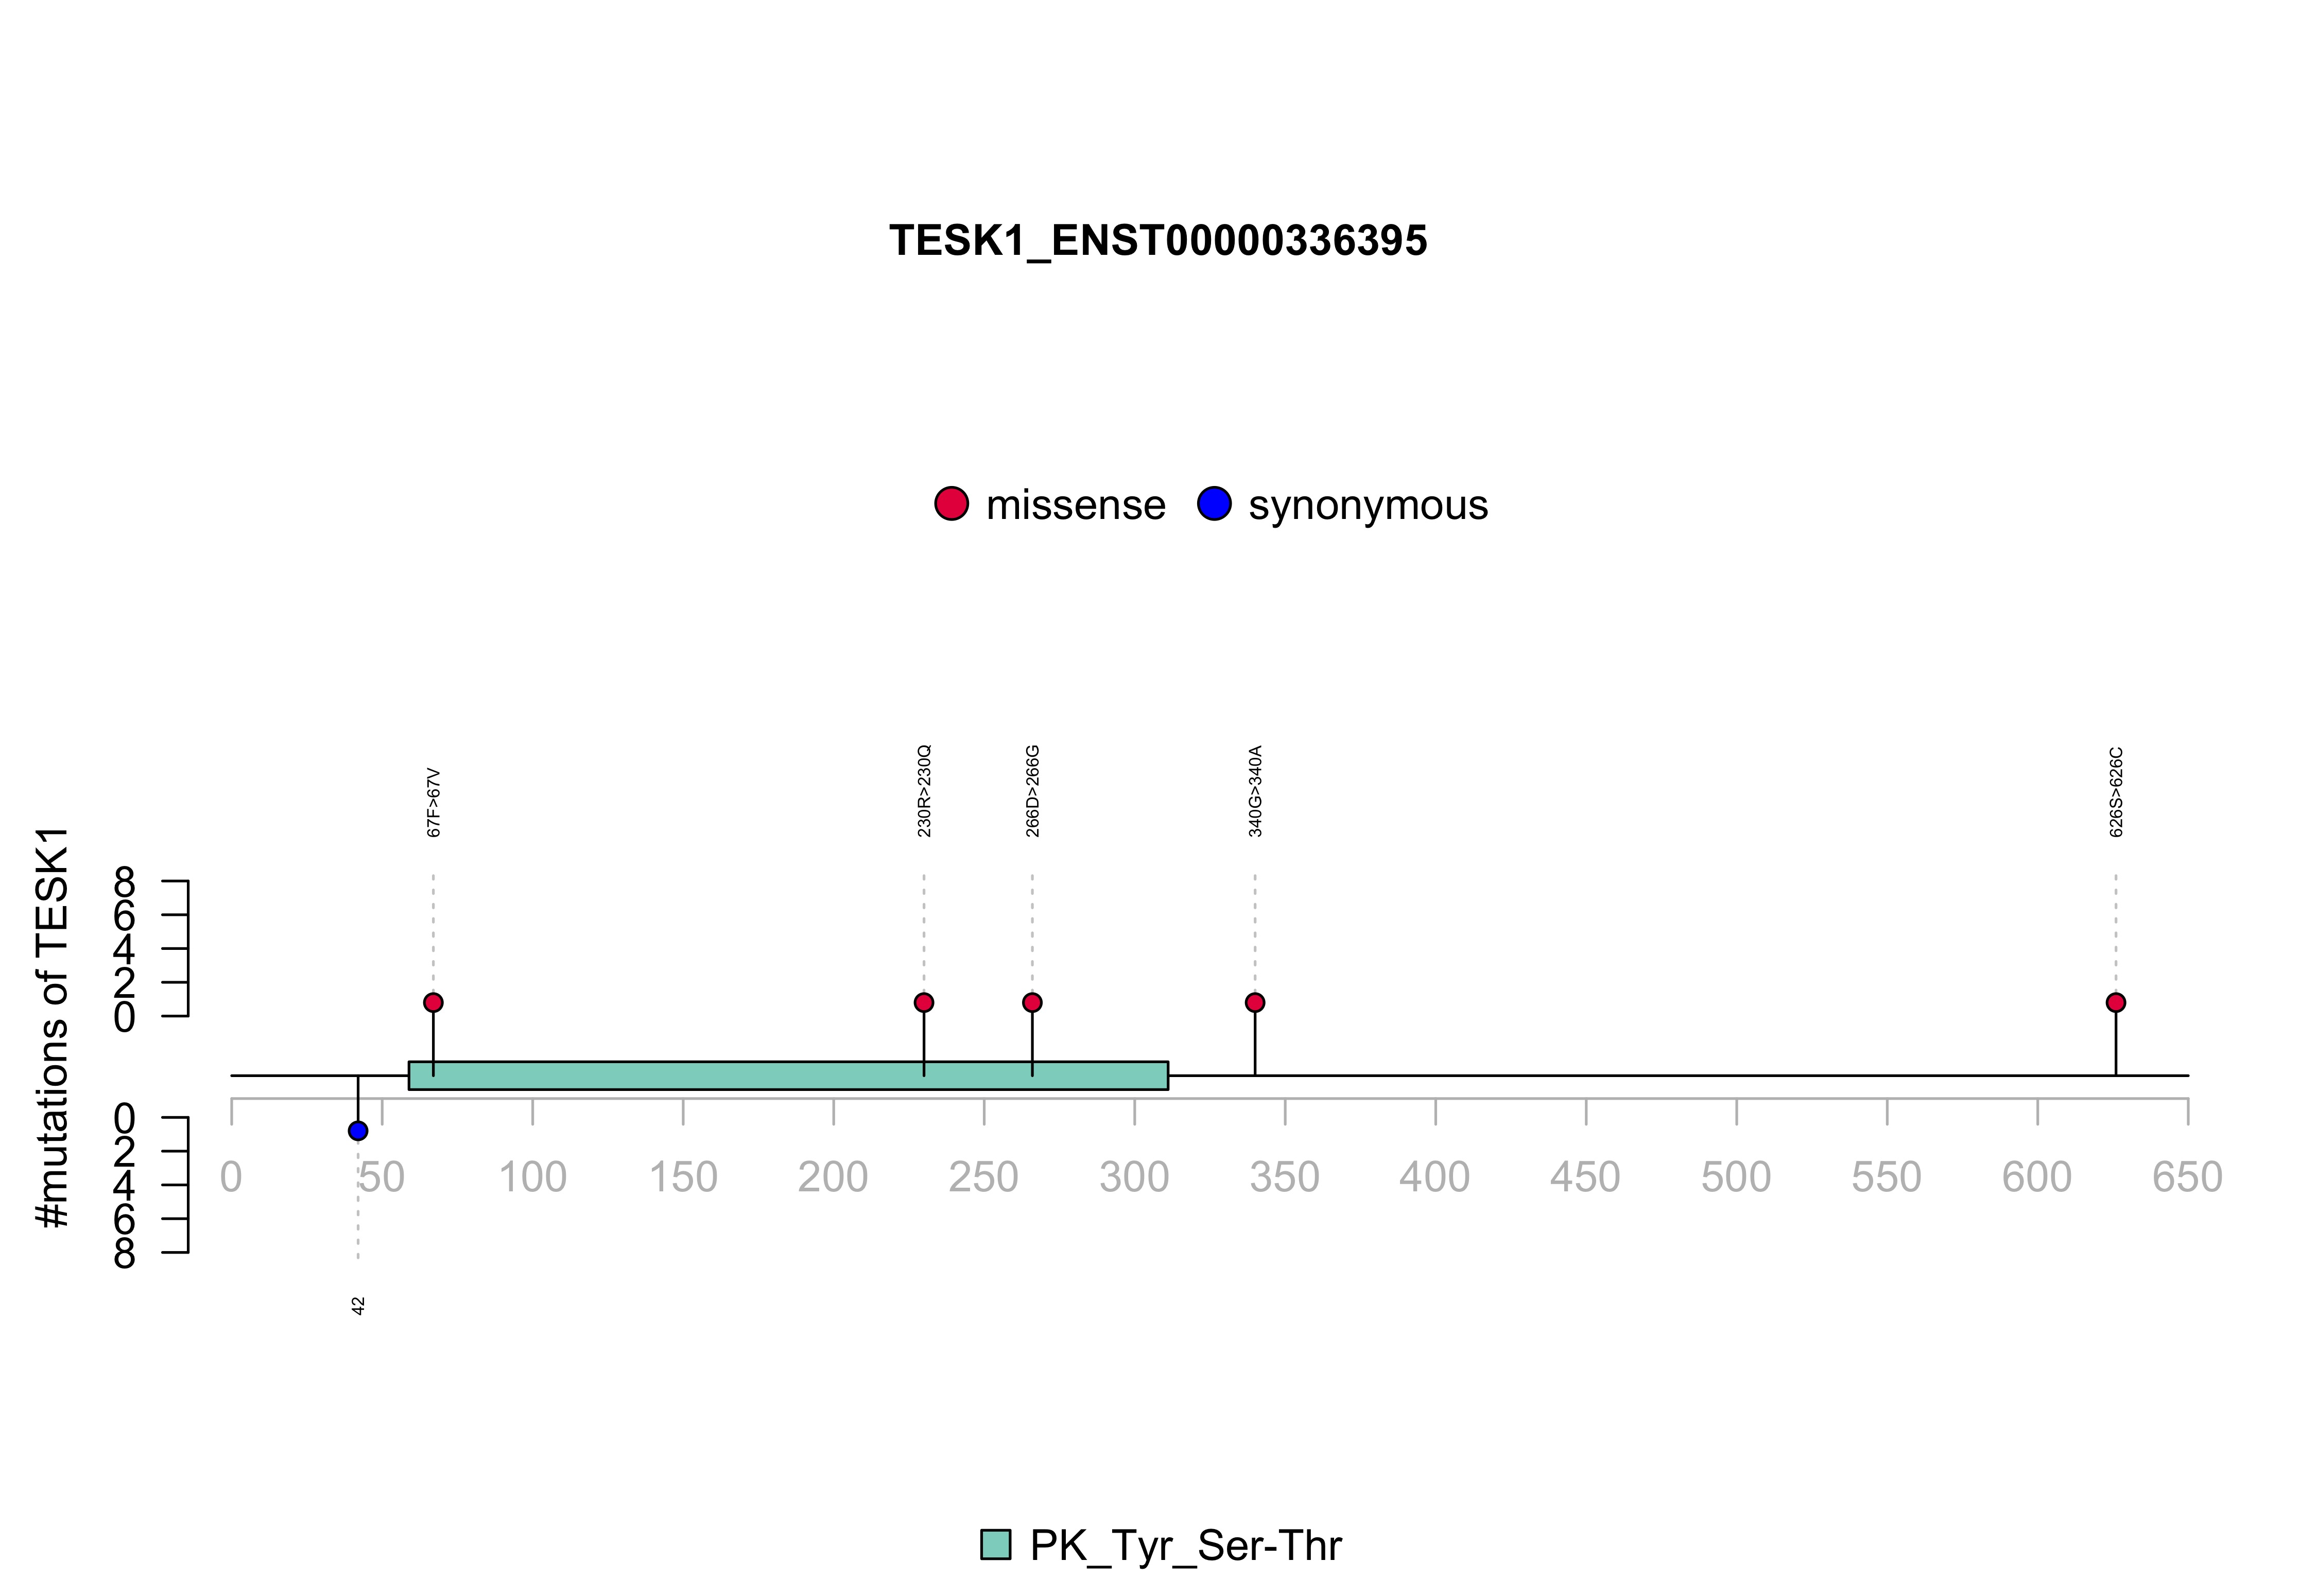 TESK1_ENST00000336395
missense synonymous
67F>67V
230R>230Q
266D>266G
340G>340A
626S>626C
#mutations of TESK1
8
6
4
2
0
0
2
4
6
8
0 50 100 150 200 250 300 350 400 450 500 550 600 650
42
PK_Tyr_Ser-Thr